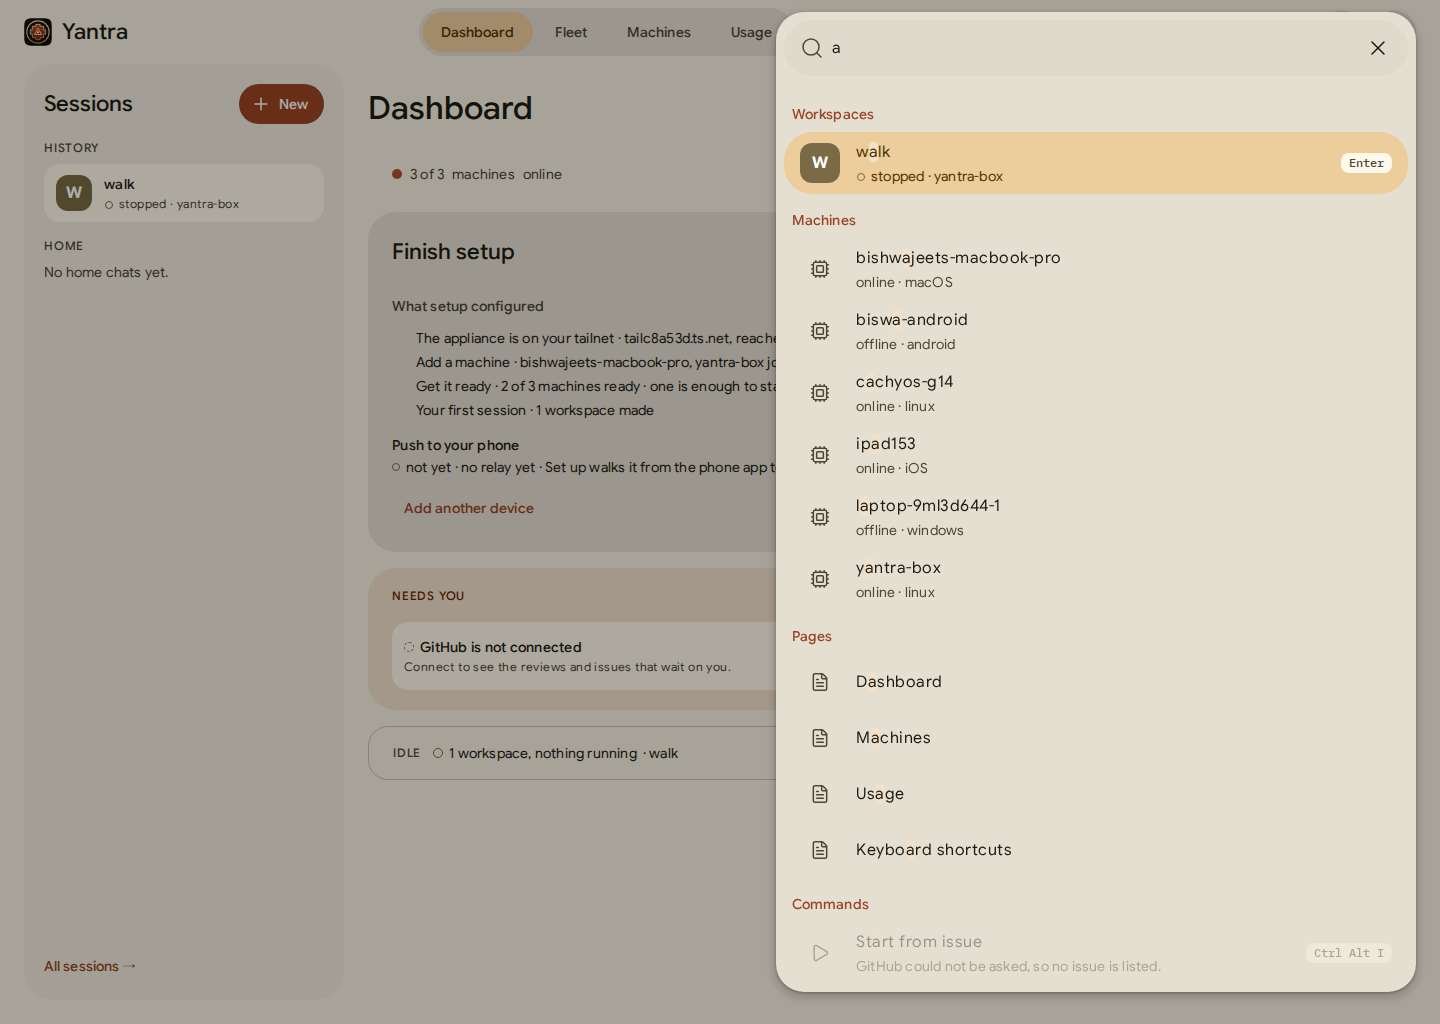 Yantra
Dashboard
Fleet
Machines
Usage
Sessions
New
HISTORY
W
walk
stopped · yantra-box
HOME
No home chats yet.
All sessions →
Dashboard
3 of 3 machines online
Finish setup
What setup configured
The appliance is on your tailnet · tailc8a53d.ts.net, reache
Add a machine · bishwajeets-macbook-pro, yantra-box jo
Get it ready · 2 of 3 machines ready · one is enough to sta
Your first session · 1 workspace made
Push to your phone
not yet · no relay yet · Set up walks it from the phone app t
Add another device
NEEDS YOU
GitHub is not connected
Connect to see the reviews and issues that wait on you.
IDLE 1 workspace, nothing running · walk
a
Workspaces
W
walk
stopped · yantra-box
Enter
Machines
bishwajeets-macbook-pro
online · macOS
biswa-android
offline · android
cachyos-g14
online · linux
ipad153
online · iOS
laptop-9ml3d644-1
offline · windows
yantra-box
online · linux
Pages
Dashboard
Machines
Usage
Keyboard shortcuts
Commands
Start from issue
GitHub could not be asked, so no issue is listed.
Ctrl Alt I